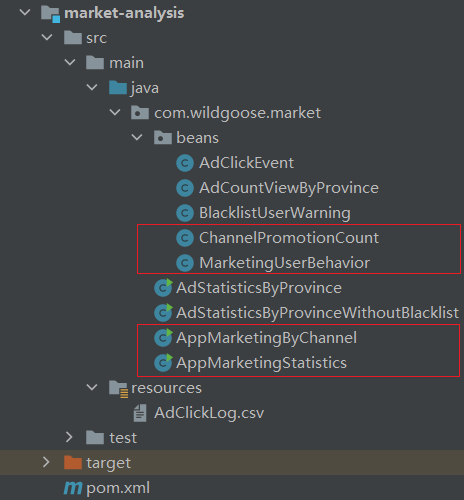 market-analysis
src
main
java
com.wildgoose.market
beans
AdClickEvent
AdCountViewByProvince
BlacklistUserWarning
ChannelPromotionCount
MarketingUserBehavior
AdStatisticsByProvince
AdStatisticsByProvinceWithoutBlacklist
AppMarketingByChannel
AppMarketingStatistics
resources
AdClickLog.csv
test
target
pom.xml